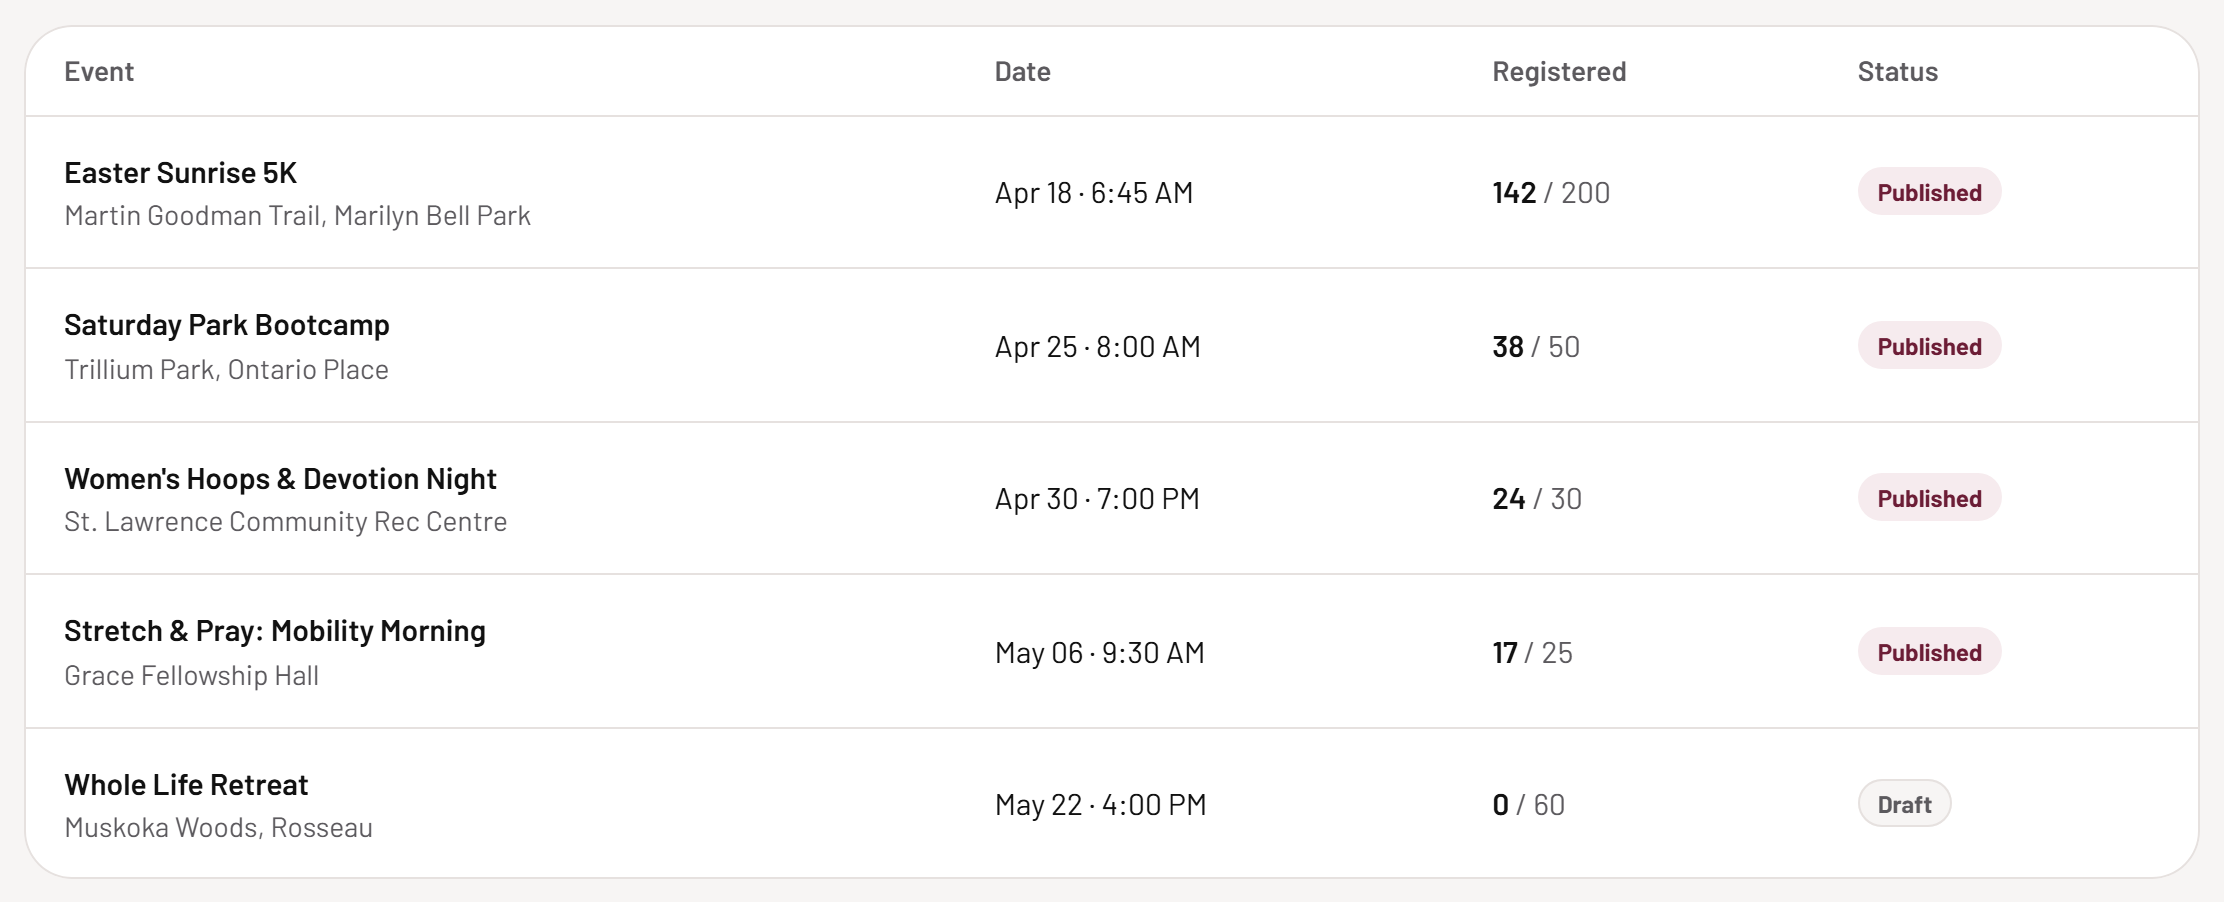 Event Date Registered Status
Easter Sunrise 5K
Martin Goodman Trail, Marilyn Bell Park
Apr 18 · 6:45 AM
142 / 200
Published
Saturday Park Bootcamp
Trillium Park, Ontario Place
Apr 25 · 8:00 AM
38 / 50
Published
Women's Hoops & Devotion Night
St. Lawrence Community Rec Centre
Apr 30 · 7:00 PM
24 / 30
Published
Stretch & Pray: Mobility Morning
Grace Fellowship Hall
May 06 · 9:30 AM
17 / 25
Published
Whole Life Retreat
Muskoka Woods, Rosseau
May 22 · 4:00 PM
0 / 60
Draft